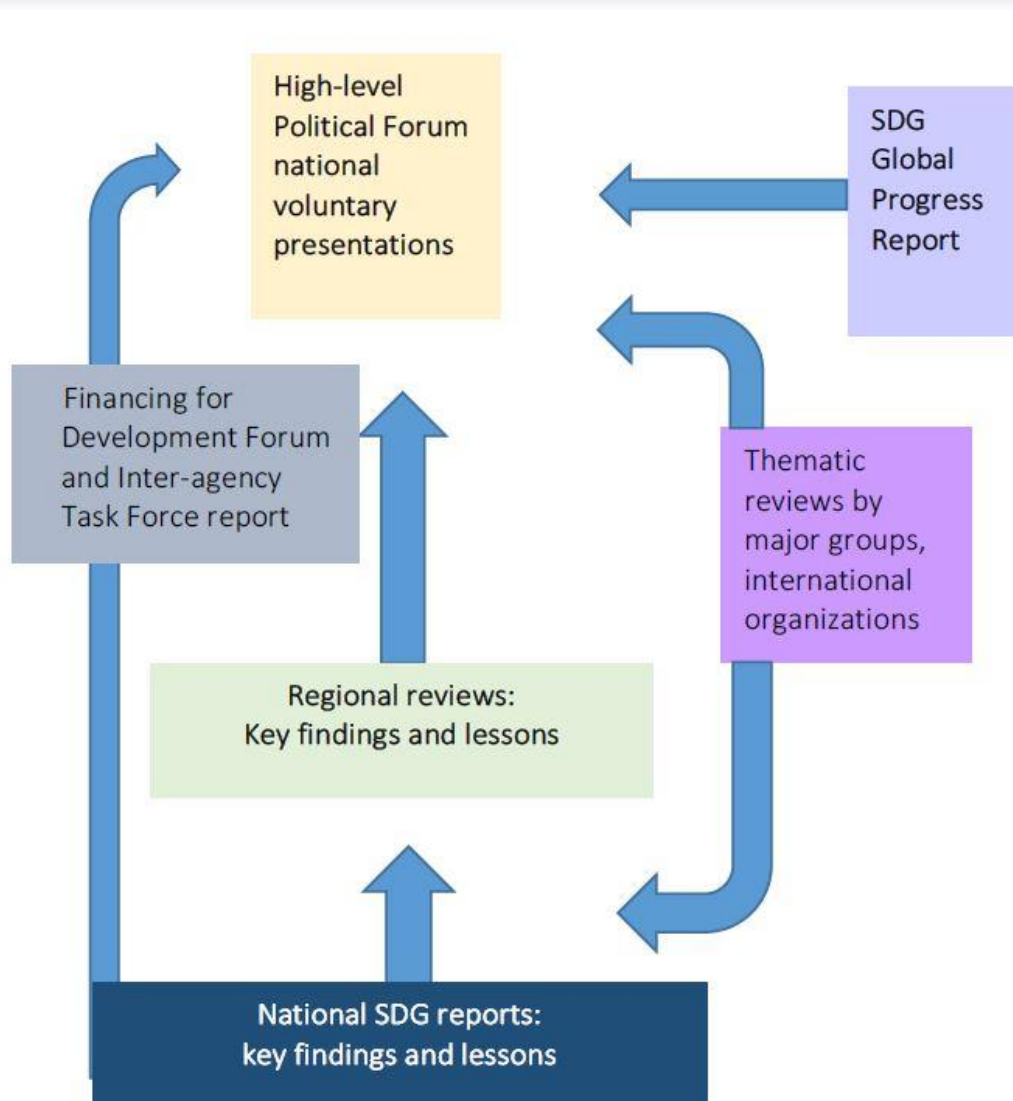 High-level
Political Forum
national
voluntary
presentations
SDG
Global
Progress
Report
Financing for
Development Forum
and Inter-agency
Task Force report
Thematic
reviews by
major groups,
international
organizations
Regional reviews:
Key findings and lessons
National SDG reports:
key findings and lessons